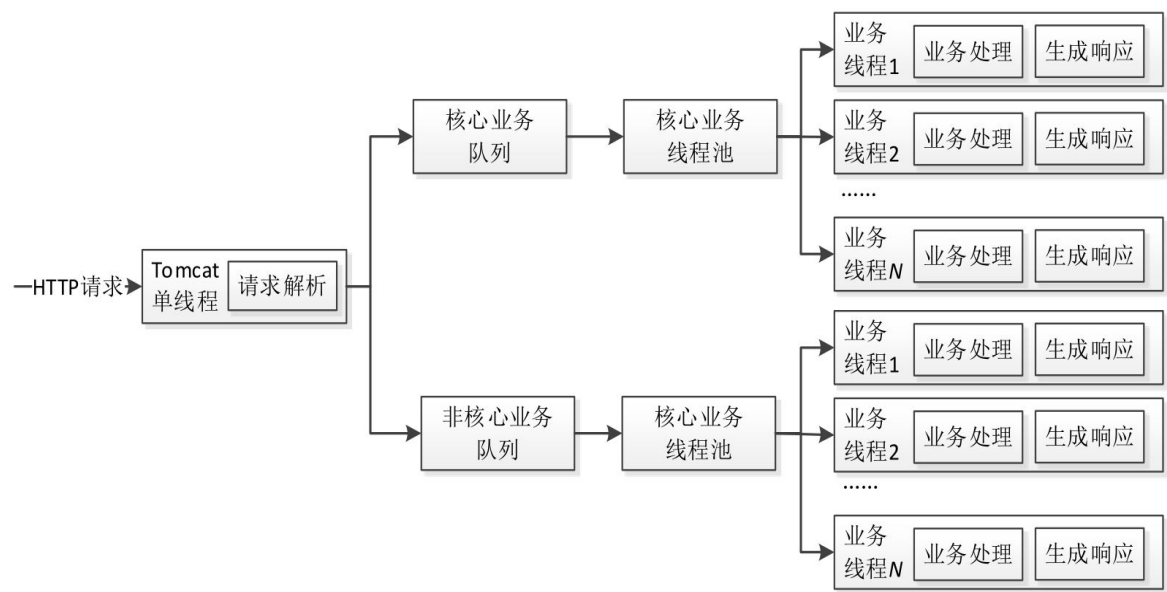 业务
线程1
业务处理
生成响应
核心业务
队列
核心业务
线程池
业务
线程2
业务处理
生成响应
......
业务
线程N
业务处理
生成响应
HTTP请求
Tomcat
单线程
请求解析
业务
线程1
业务处理
生成响应
非核心业务
队列
核心业务
线程池
业务
线程2
业务处理
生成响应
......
业务
线程N
业务处理
生成响应